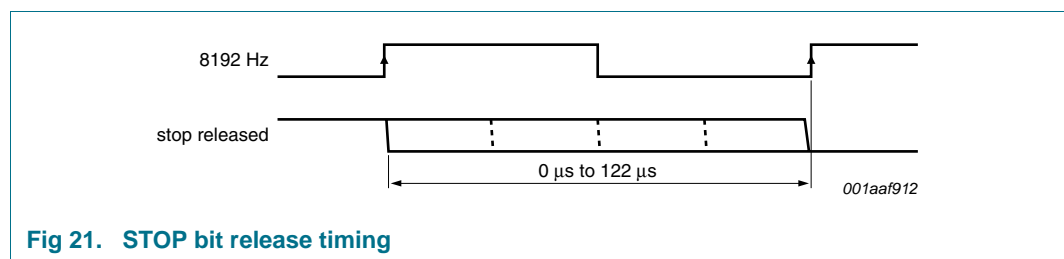 8192 Hz
stop released
0 μs to 122 μs
001aaf912
Fig 21. STOP bit release timing